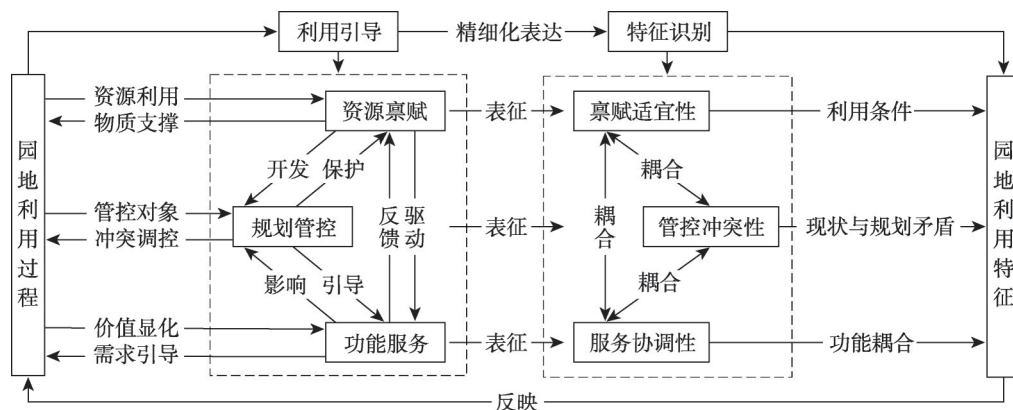 利用引导
精细化表达
特征识别
园地利用过程
资源利用
物质支撑
资源禀赋
表征
禀赋适宜性
利用条件
园地利用特征
开发
保护
耦合
管控对象
冲突调控
规划管控
反馈
驱动
表征
耦合
管控冲突性
现状与规划矛盾
影响
引导
耦合
价值显化
需求引导
功能服务
表征
服务协调性
功能耦合
反映